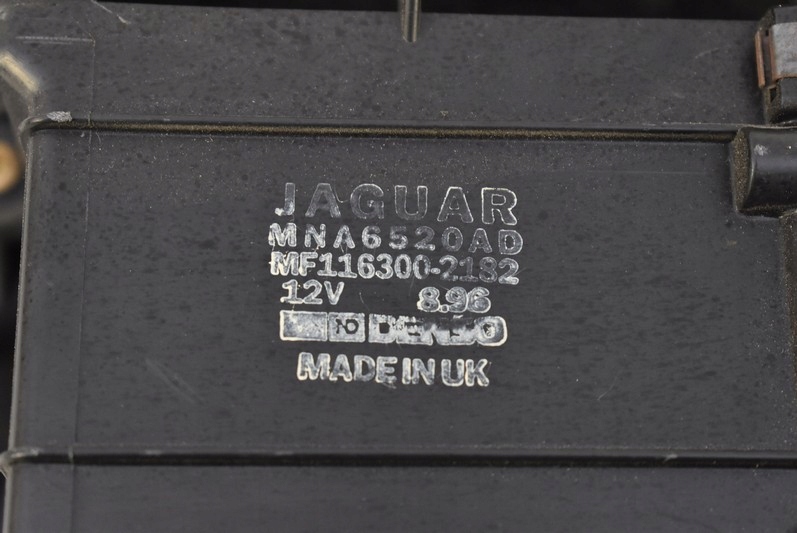 JAGUAR
MNA6520AD
MF116300-2182
12V 8.96
ND DENSO
MADE IN UK